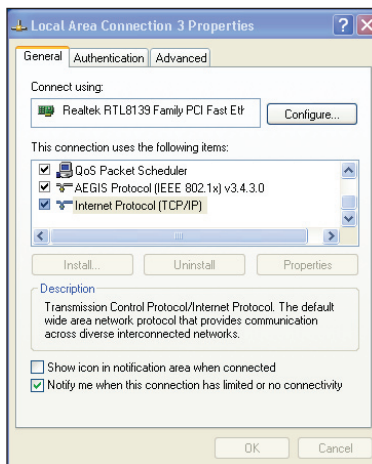 Local Area Connection 3 Properties
General Authentication Advanced
Connect using:
Realtek RTL8139 Family PCI Fast Eth
Configure...
This connection uses the following items:
QoS Packet Scheduler
AEGIS Protocol (IEEE 802.1x) v3.4.3.0
Internet Protocol (TCP/IP)
Install... Uninstall Properties
Description
Transmission Control Protocol/Internet Protocol. The default
wide area network protocol that provides communication
across diverse interconnected networks.
Show icon in notification area when connected
Notify me when this connection has limited or no connectivity
OK Cancel